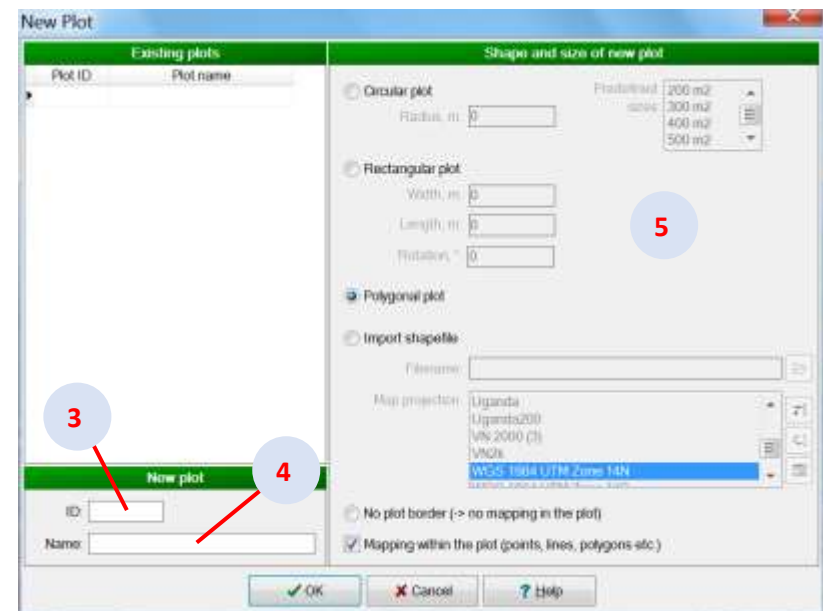 New Plot
Existing plots
Plot ID Plot name
3
New plot
4
ID:
Name:
Shape and size of new plot
Circular plot
Radius, m: 0
Predefined sizes:
200 m2
300 m2
400 m2
500 m2
Rectangular plot
Width, m: 0
Length, m: 0
Rotation, °: 0
5
Polygonal plot
Import shapefile
Filename:
Map projection:
Uganda
Uganda200
VN 2000 (3)
VN2k
WGS 1984 UTM Zone 14N
No plot border (-> no mapping in the plot)
Mapping within the plot (points, lines, polygons etc.)
OK Cancel Help